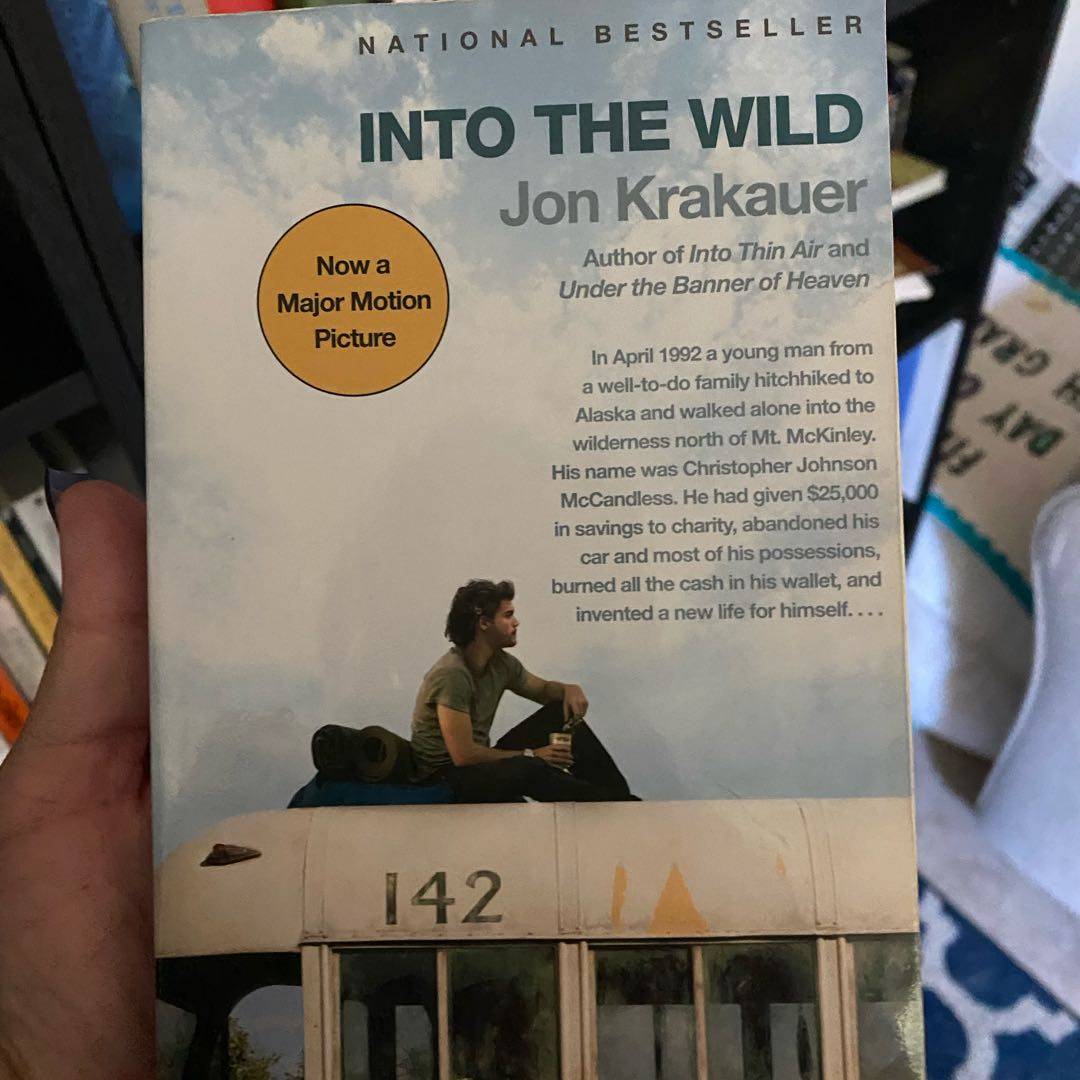 NATIONAL BESTSELLER
INTO THE WILD
Jon Krakauer
Author of Into Thin Air and
Under the Banner of Heaven
Now a
Major Motion
Picture
In April 1992 a young man from
a well-to-do family hitchhiked to
Alaska and walked alone into the
wilderness north of Mt. McKinley.
His name was Christopher Johnson
McCandless. He had given $25,000
in savings to charity, abandoned his
car and most of his possessions,
burned all the cash in his wallet, and
invented a new life for himself. . . .
142
DAY